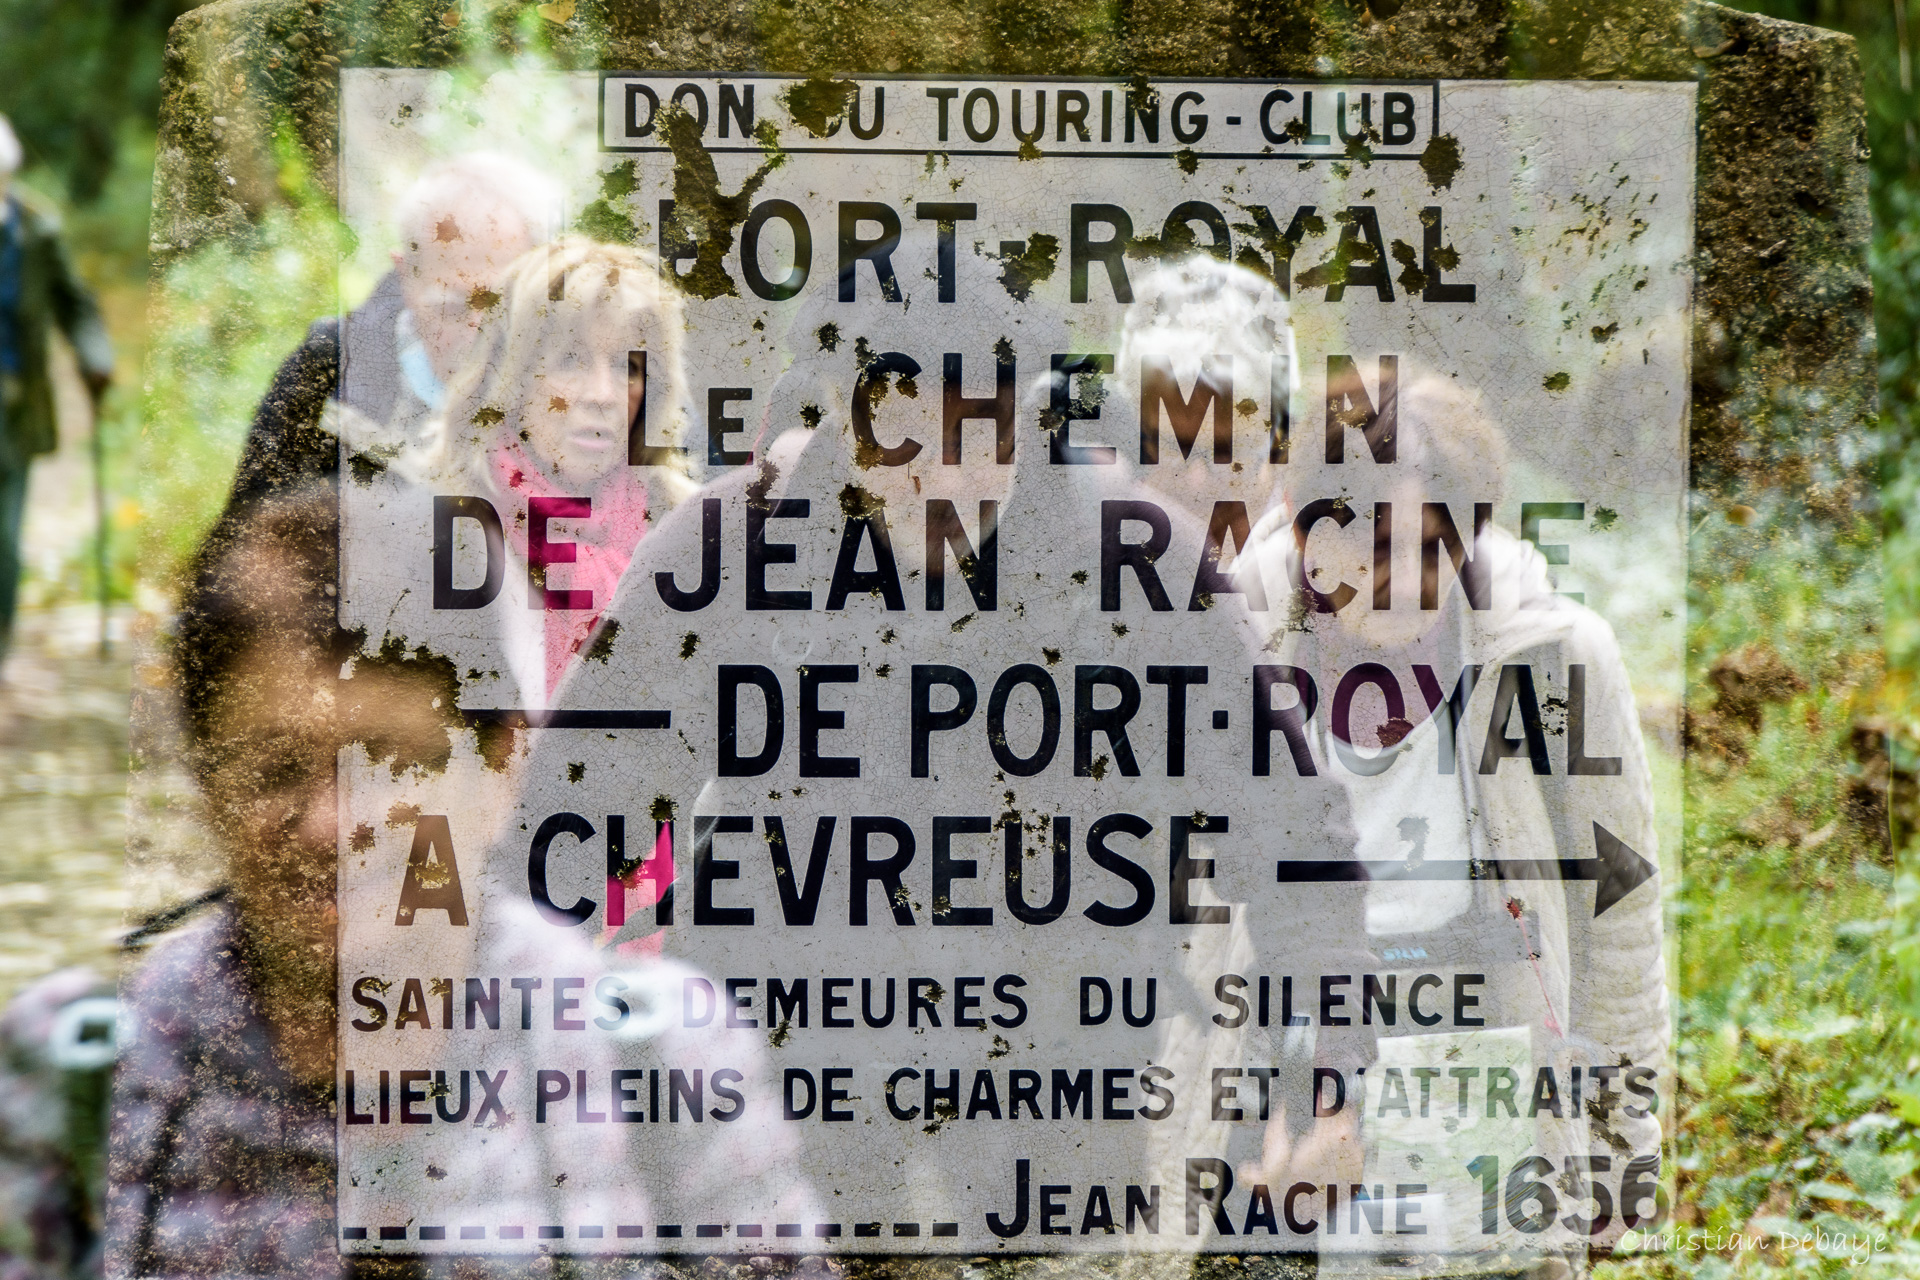 DON DU TOURING-CLUB
PORT-ROYAL
LE CHEMIN
DE JEAN RACINE
DE PORT·ROYAL
A CHEVREUSE
SAINTES DEMEURES DU SILENCE
LIEUX PLEINS DE CHARMES ET D'ATTRAITS
JEAN RACINE 1656
Christian Debaye